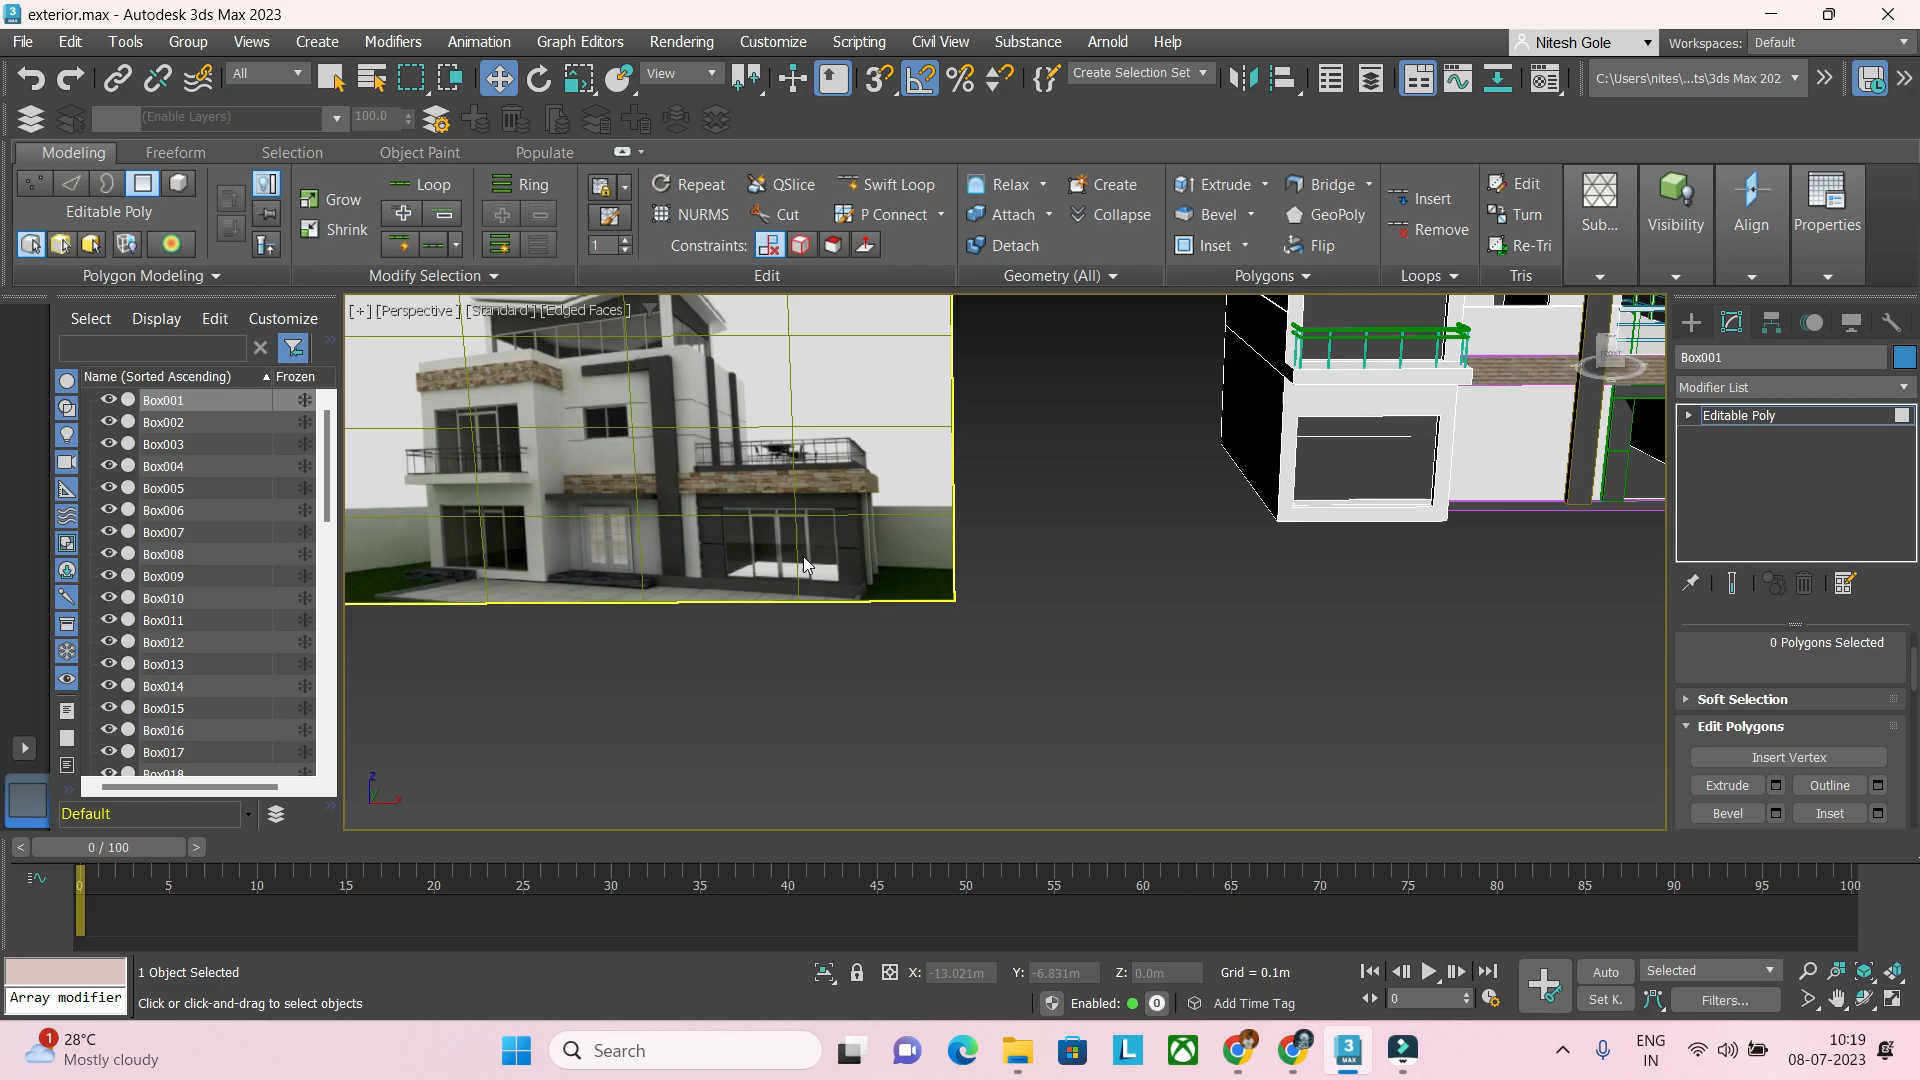 exterior.max - Autodesk 3ds Max 2023
File Edit Tools Group Views Create Modifiers Animation Graph Editors Rendering Customize Scripting Civil View Substance Arnold Help
Nitesh Gole
Workspaces: Default
All
View
Create Selection Set
C:\Users\nites\...ts\3ds Max 202
(Enable Layers)
100.0
Modeling Freeform Selection Object Paint Populate
Editable Poly
Polygon Modeling
Grow
Shrink
Loop
Ring
Modify Selection
1
Repeat QSlice Swift Loop
NURMS Cut P Connect
Constraints:
Edit
Relax Create
Attach Collapse
Detach
Geometry (All)
Extrude Bridge
Bevel GeoPoly
Inset Flip
Polygons
Insert
Remove
Loops
Edit
Turn
Re-Tri
Tris
Sub...
Visibility
Align
Properties
Select Display Edit Customize
Name (Sorted Ascending) Frozen
Box001
Box002
Box003
Box004
Box005
Box006
Box007
Box008
Box009
Box010
Box011
Box012
Box013
Box014
Box015
Box016
Box017
Box018
Default
[+] [Perspective ] [Standard ] [Edged Faces ]
FRONT
z
y
x
Box001
Modifier List
Editable Poly
0 Polygons Selected
Soft Selection
Edit Polygons
Insert Vertex
Extrude Outline
Bevel Inset
< 0 / 100 >
0 5 10 15 20 25 30 35 40 45 50 55 60 65 70 75 80 85 90 95 100
Array modifier
1 Object Selected
Click or click-and-drag to select objects
X: -13.021m Y: -6.831m Z: 0.0m Grid = 0.1m
Enabled: 0 Add Time Tag
0
Auto Selected
Set K. Filters...
1
28°C
Mostly cloudy
Search
L
3
MAX
ENG
IN
10:19
08-07-2023